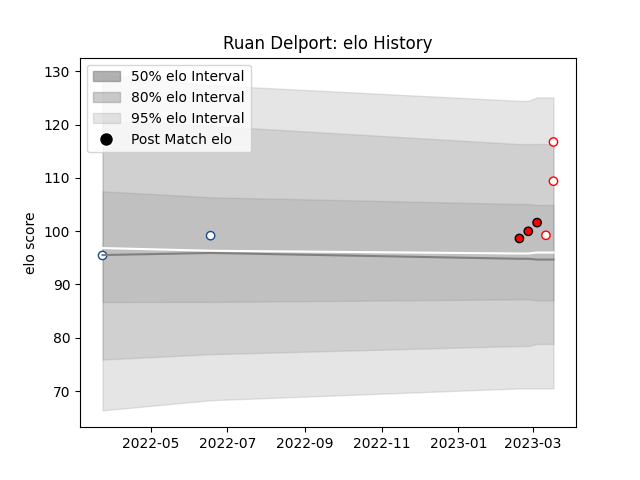 Ruan Delport: elo History
130
120
110
100
90
80
70
elo score
50% elo Interval
80% elo Interval
95% elo Interval
Post Match elo
2022-05
2022-07
2022-09
2022-11
2023-01
2023-03